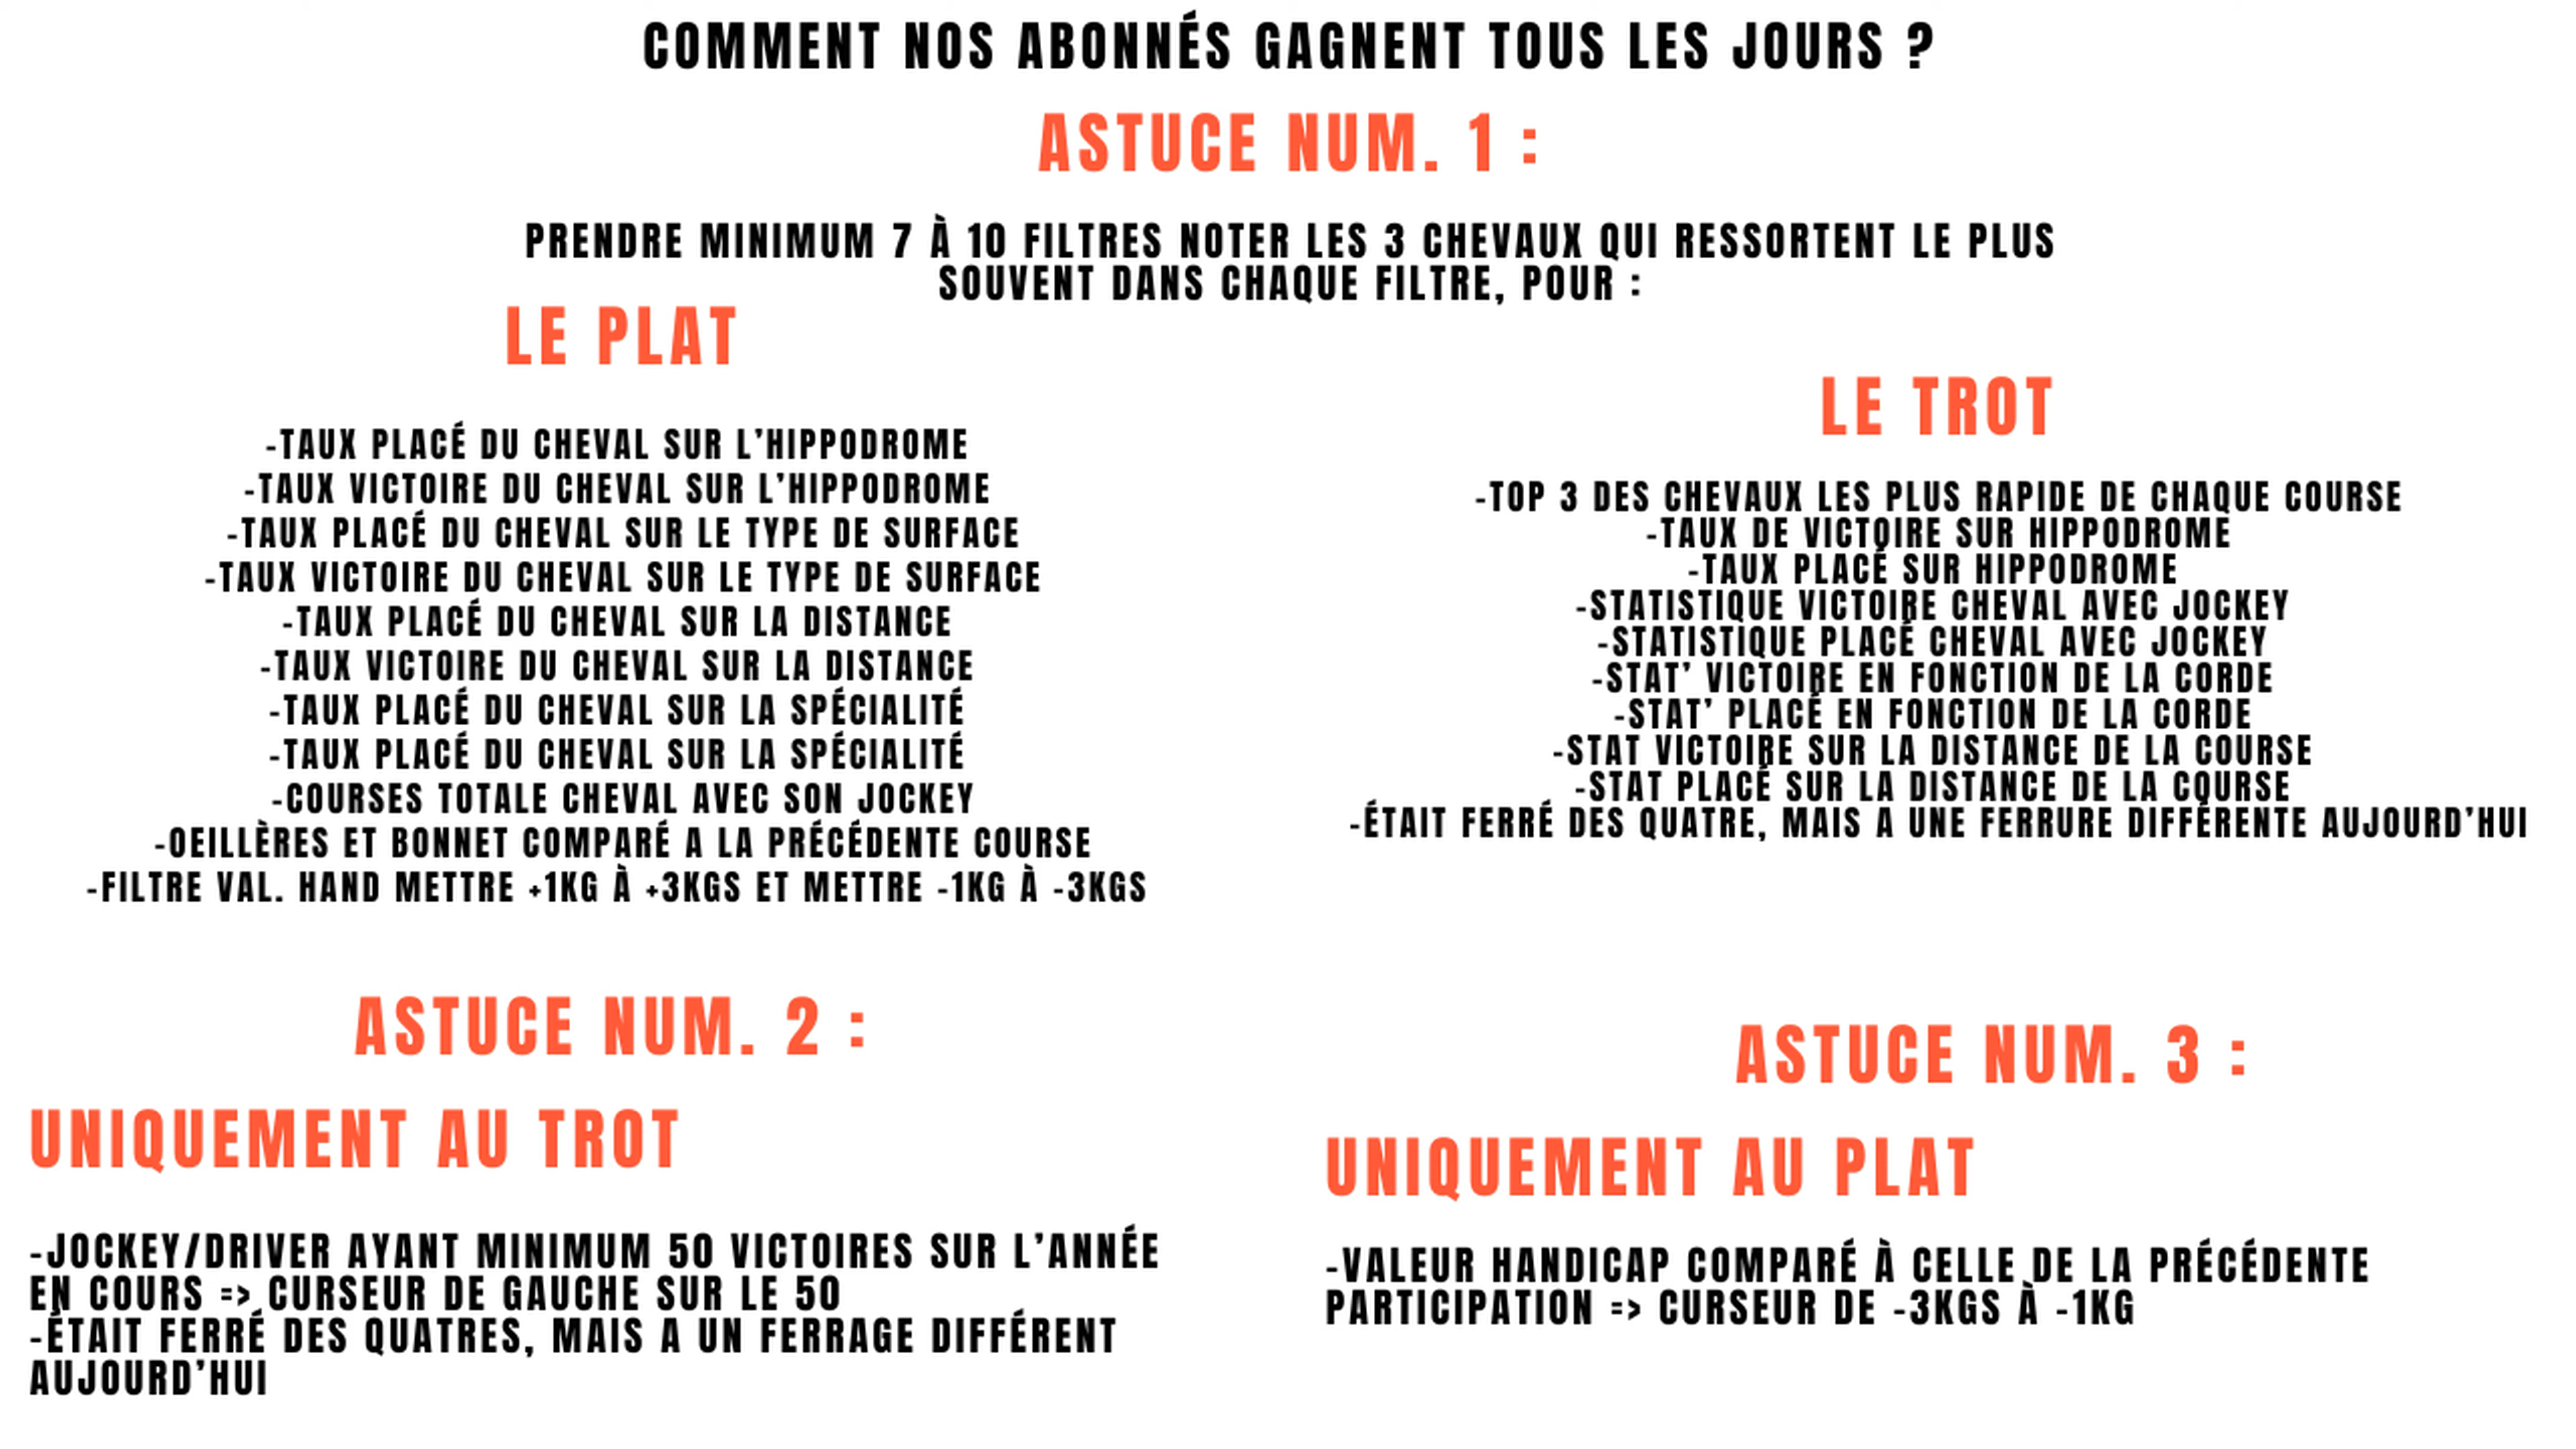 COMMENT NOS ABONNÉS GAGNENT TOUS LES JOURS ?
ASTUCE NUM. 1 :
PRENDRE MINIMUM 7 À 10 FILTRES NOTER LES 3 CHEVAUX QUI RESSORTENT LE PLUS
SOUVENT DANS CHAQUE FILTRE, POUR :
LE PLAT
-TAUX PLACÉ DU CHEVAL SUR L'HIPPODROME
-TAUX VICTOIRE DU CHEVAL SUR L'HIPPODROME
-TAUX PLACÉ DU CHEVAL SUR LE TYPE DE SURFACE
-TAUX VICTOIRE DU CHEVAL SUR LE TYPE DE SURFACE
-TAUX PLACÉ DU CHEVAL SUR LA DISTANCE
-TAUX VICTOIRE DU CHEVAL SUR LA DISTANCE
-TAUX PLACÉ DU CHEVAL SUR LA SPÉCIALITÉ
-TAUX PLACÉ DU CHEVAL SUR LA SPÉCIALITÉ
-COURSES TOTALE CHEVAL AVEC SON JOCKEY
-OEILLÈRES ET BONNET COMPARÉ A LA PRÉCÉDENTE COURSE
-FILTRE VAL. HAND METTRE +1KG À +3KGS ET METTRE -1KG À -3KGS
LE TROT
-TOP 3 DES CHEVAUX LES PLUS RAPIDE DE CHAQUE COURSE
-TAUX DE VICTOIRE SUR HIPPODROME
-TAUX PLACÉ SUR HIPPODROME
-STATISTIQUE VICTOIRE CHEVAL AVEC JOCKEY
-STATISTIQUE PLACÉ CHEVAL AVEC JOCKEY
-STAT' VICTOIRE EN FONCTION DE LA CORDE
-STAT' PLACÉ EN FONCTION DE LA CORDE
-STAT VICTOIRE SUR LA DISTANCE DE LA COURSE
-STAT PLACÉ SUR LA DISTANCE DE LA COURSE
-ÉTAIT FERRÉ DES QUATRE, MAIS A UNE FERRURE DIFFÉRENTE AUJOURD'HUI
ASTUCE NUM. 2 :
UNIQUEMENT AU TROT
-JOCKEY/DRIVER AYANT MINIMUM 50 VICTOIRES SUR L'ANNÉE
EN COURS => CURSEUR DE GAUCHE SUR LE 50
-ÉTAIT FERRÉ DES QUATRES, MAIS A UN FERRAGE DIFFÉRENT
AUJOURD'HUI
ASTUCE NUM. 3 :
UNIQUEMENT AU PLAT
-VALEUR HANDICAP COMPARÉ À CELLE DE LA PRÉCÉDENTE
PARTICIPATION => CURSEUR DE -3KGS À -1KG